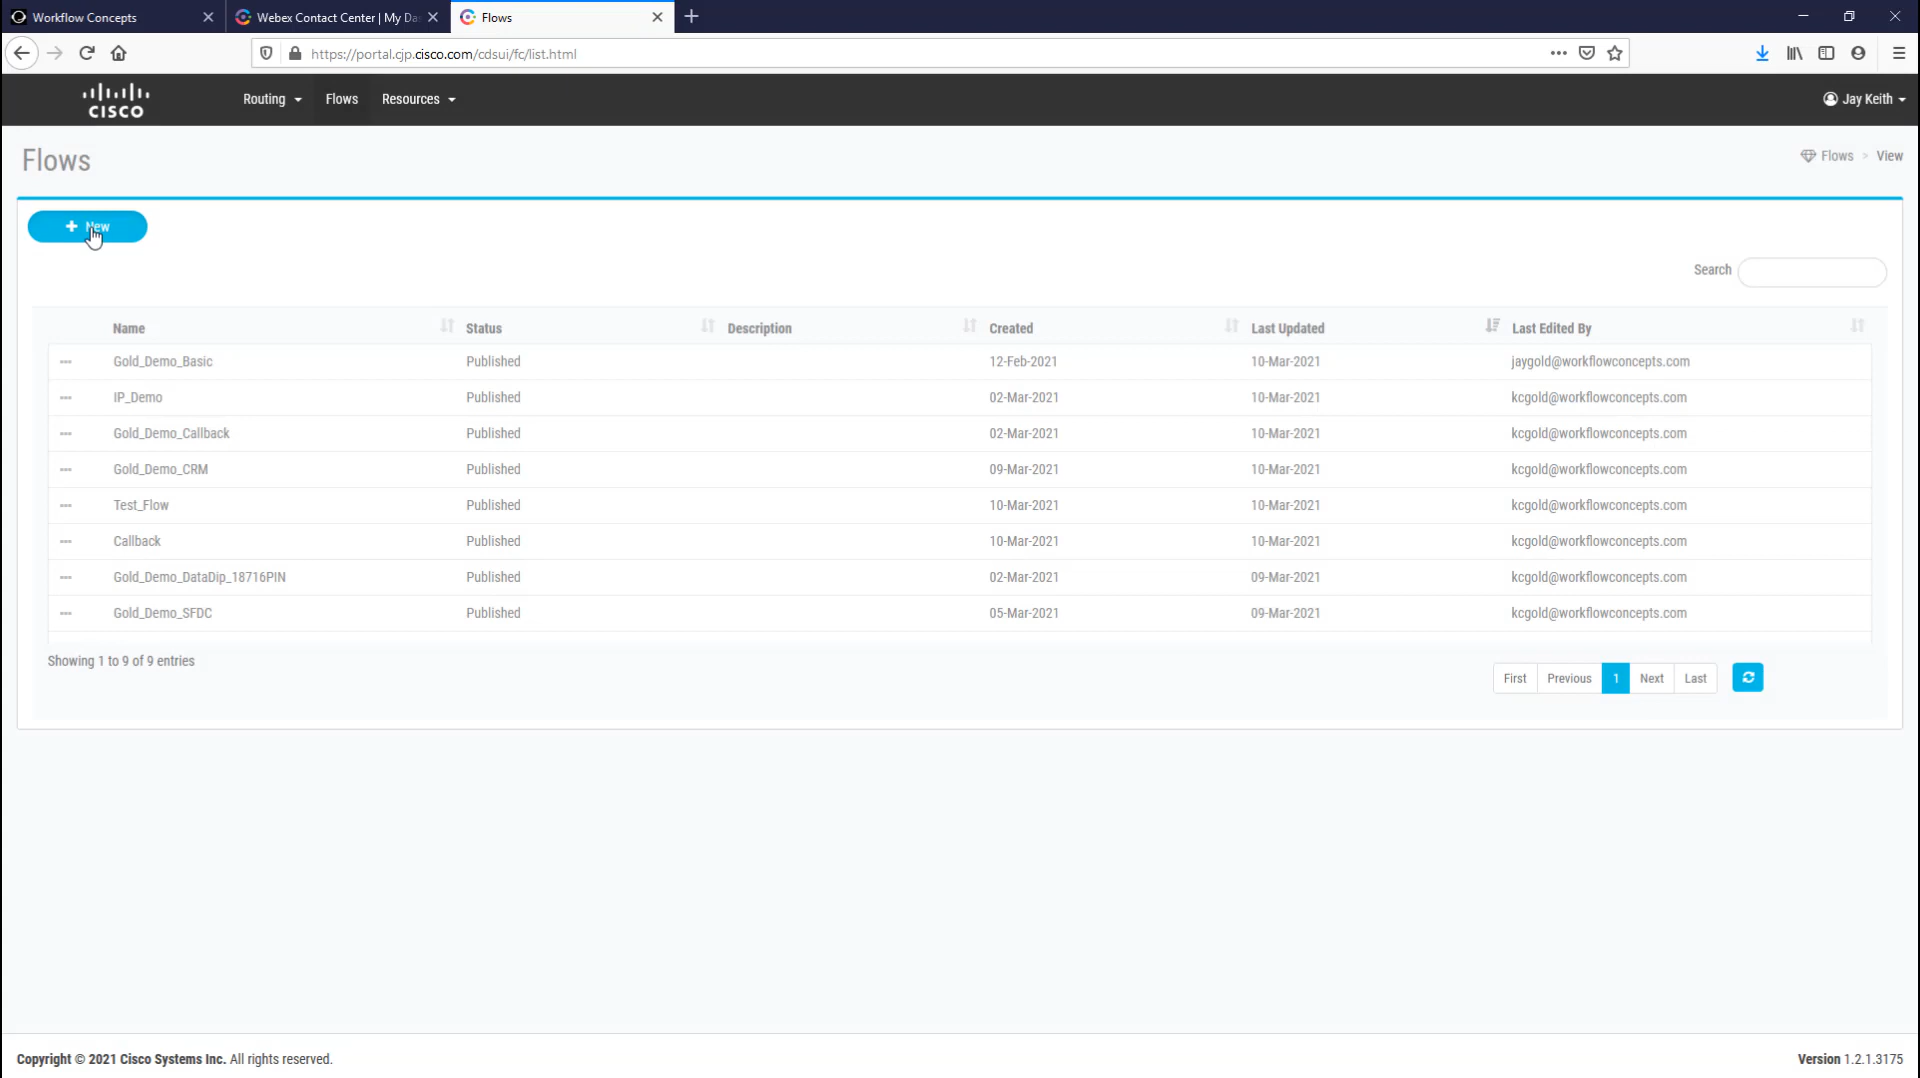 Workflow Concepts
Webex Contact Center | My Da
Flows
https://portal.cjp.cisco.com/cdsui/fc/list.html
CISCO
Routing
Flows
Resources
Jay Keith
Flows
Flows > View
+ New
Search
Name Status Description Created Last Updated Last Edited By
Gold_Demo_Basic Published 12-Feb-2021 10-Mar-2021 jaygold@workflowconcepts.com
IP_Demo Published 02-Mar-2021 10-Mar-2021 kcgold@workflowconcepts.com
Gold_Demo_Callback Published 02-Mar-2021 10-Mar-2021 kcgold@workflowconcepts.com
Gold_Demo_CRM Published 09-Mar-2021 10-Mar-2021 kcgold@workflowconcepts.com
Test_Flow Published 10-Mar-2021 10-Mar-2021 kcgold@workflowconcepts.com
Callback Published 10-Mar-2021 10-Mar-2021 kcgold@workflowconcepts.com
Gold_Demo_DataDip_18716PIN Published 02-Mar-2021 09-Mar-2021 kcgold@workflowconcepts.com
Gold_Demo_SFDC Published 05-Mar-2021 09-Mar-2021 kcgold@workflowconcepts.com
Showing 1 to 9 of 9 entries
First Previous 1 Next Last
Copyright © 2021 Cisco Systems Inc. All rights reserved.
Version 1.2.1.3175